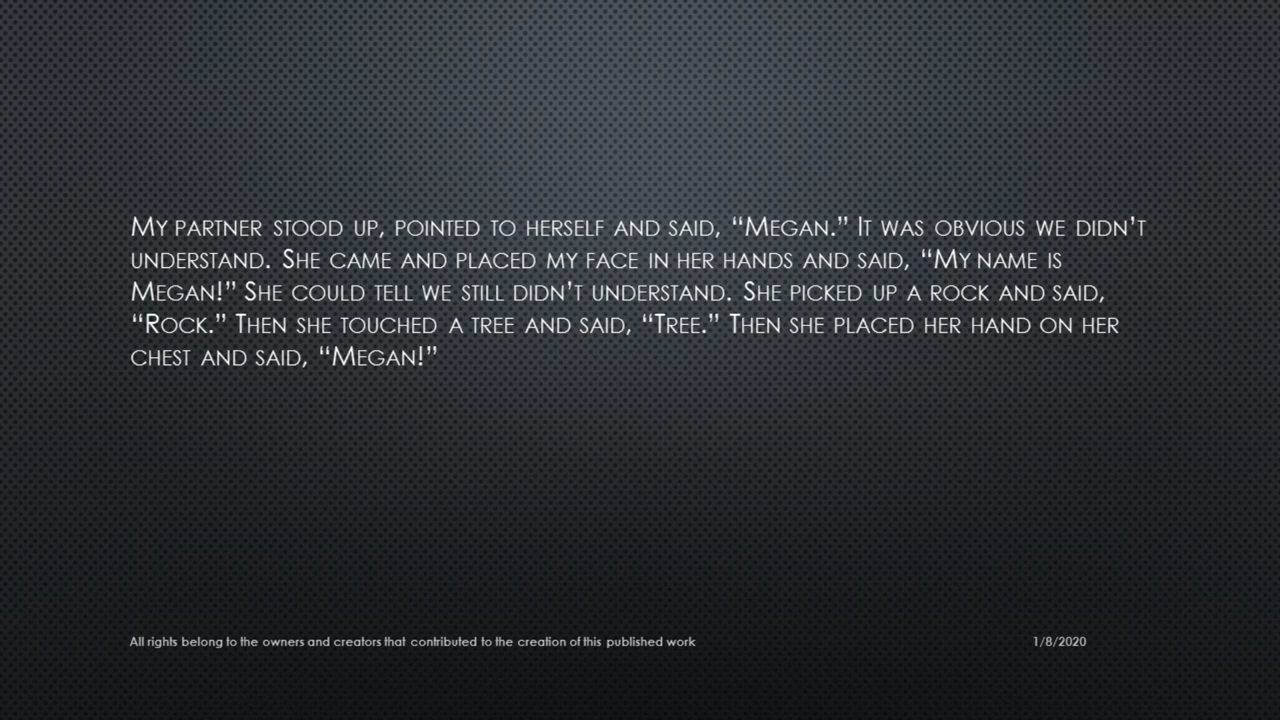 My partner stood up, pointed to herself and said, “Megan.” It was obvious we didn’t
understand. She came and placed my face in her hands and said, “My name is
Megan!” She could tell we still didn’t understand. She picked up a rock and said,
“Rock.” Then she touched a tree and said, “Tree.” Then she placed her hand on her
chest and said, “Megan!”
All rights belong to the owners and creators that contributed to the creation of this published work
1/8/2020